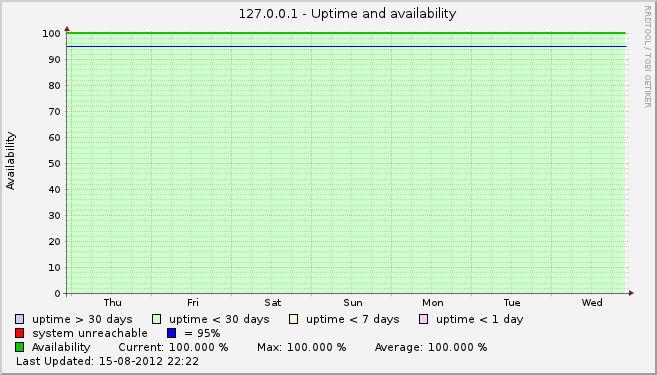 127.0.0.1 - Uptime and availability
RRDTOOL / TOBI OETIKER
Availability
100
90
80
70
60
50
40
30
20
10
0
Thu Fri Sat Sun Mon Tue Wed
uptime > 30 days uptime < 30 days uptime < 7 days uptime < 1 day
system unreachable = 95%
Availability Current: 100.000 % Max: 100.000 % Average: 100.000 %
Last Updated: 15-08-2012 22:22